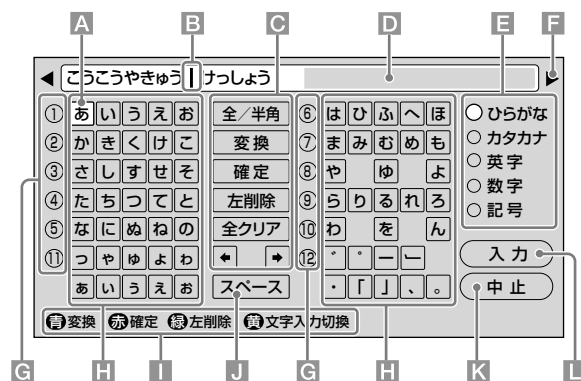 A B C D E F
◀ こうこうやきゅう|けっしょう ▶
① あ い う え お 全/半角 ⑥ は ひ ふ へ ほ ひらがな
② か き く け こ 変換 ⑦ ま み む め も カタカナ
③ さ し す せ そ 確定 ⑧ や ゆ よ 英字
④ た ち つ て と 左削除 ⑨ ら り る れ ろ 数字
⑤ な に ぬ ね の 全クリア ⑩ わ を ん 記号
⑪ っ ゃ ゅ ょ ゎ ← → ⑫ ゛ ゜ ー ~ 入力
ぁ ぃ ぅ ぇ ぉ スペース ・ 「 」 、 。 中止
青変換 赤確定 緑左削除 黄文字入力切換
G H I J G H K L